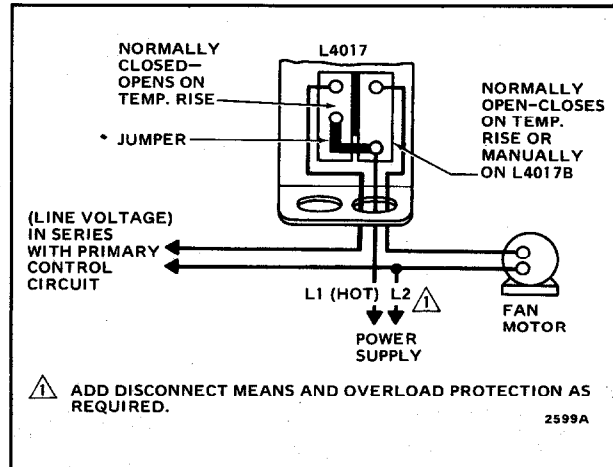 NORMALLY
CLOSED—
OPENS ON
TEMP. RISE
* JUMPER
L4017
NORMALLY
OPEN-CLOSES
ON TEMP.
RISE OR
MANUALLY
ON L4017B
(LINE VOLTAGE)
IN SERIES
WITH PRIMARY
CONTROL
CIRCUIT
L1 (HOT) L2
1
POWER
SUPPLY
FAN
MOTOR
1 ADD DISCONNECT MEANS AND OVERLOAD PROTECTION AS
REQUIRED.
2599A